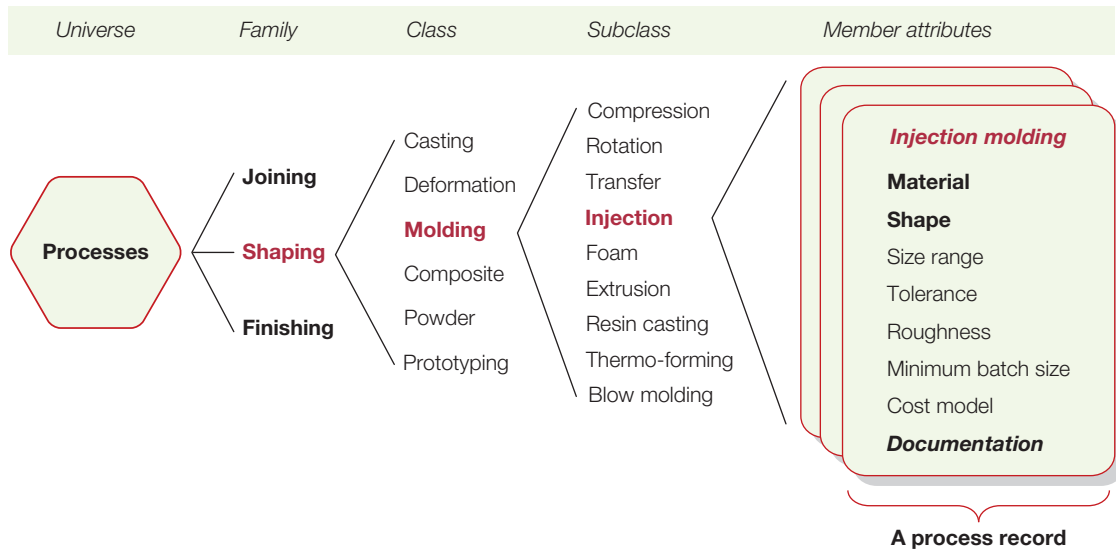 Universe
Family
Class
Subclass
Member attributes
Processes
Joining
Shaping
Finishing
Casting
Deformation
Molding
Composite
Powder
Prototyping
Compression
Rotation
Transfer
Injection
Foam
Extrusion
Resin casting
Thermo-forming
Blow molding
Injection molding
Material
Shape
Size range
Tolerance
Roughness
Minimum batch size
Cost model
Documentation
A process record